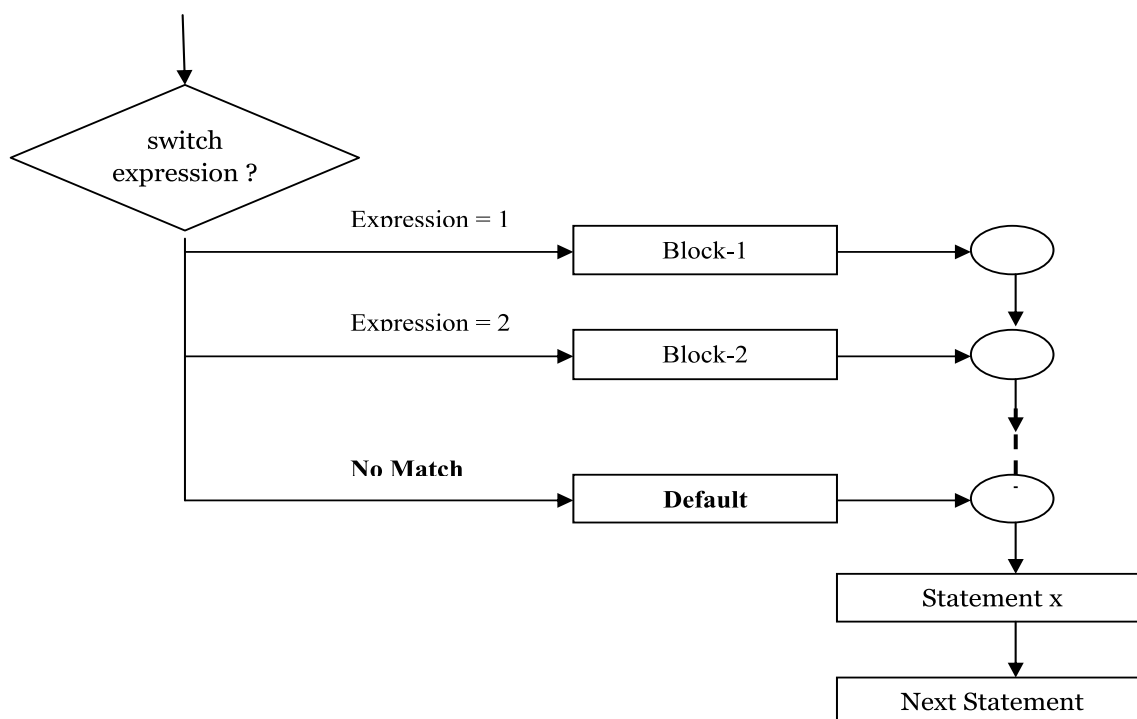 switch
expression ?
Expression = 1
Block-1
Expression = 2
Block-2
No Match
Default
Statement x
Next Statement